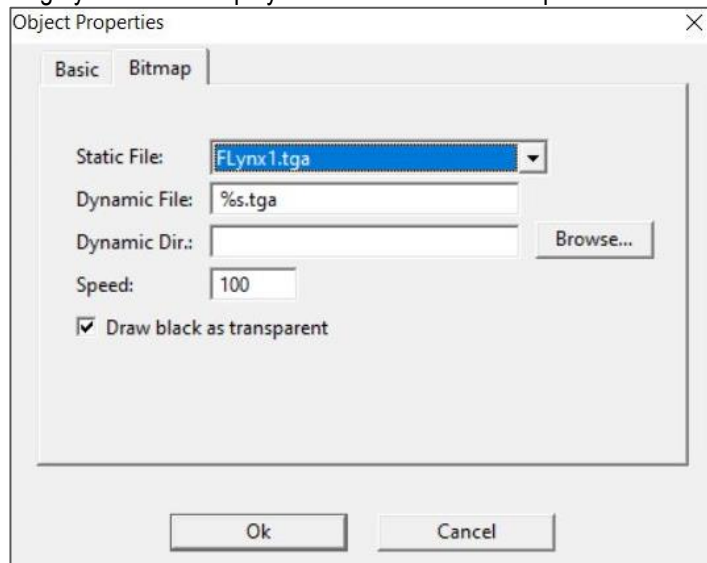 Object Properties
Basic Bitmap
Static File: FLynx1.tga
Dynamic File: %s.tga
Dynamic Dir.: Browse...
Speed: 100
Draw black as transparent
Ok Cancel